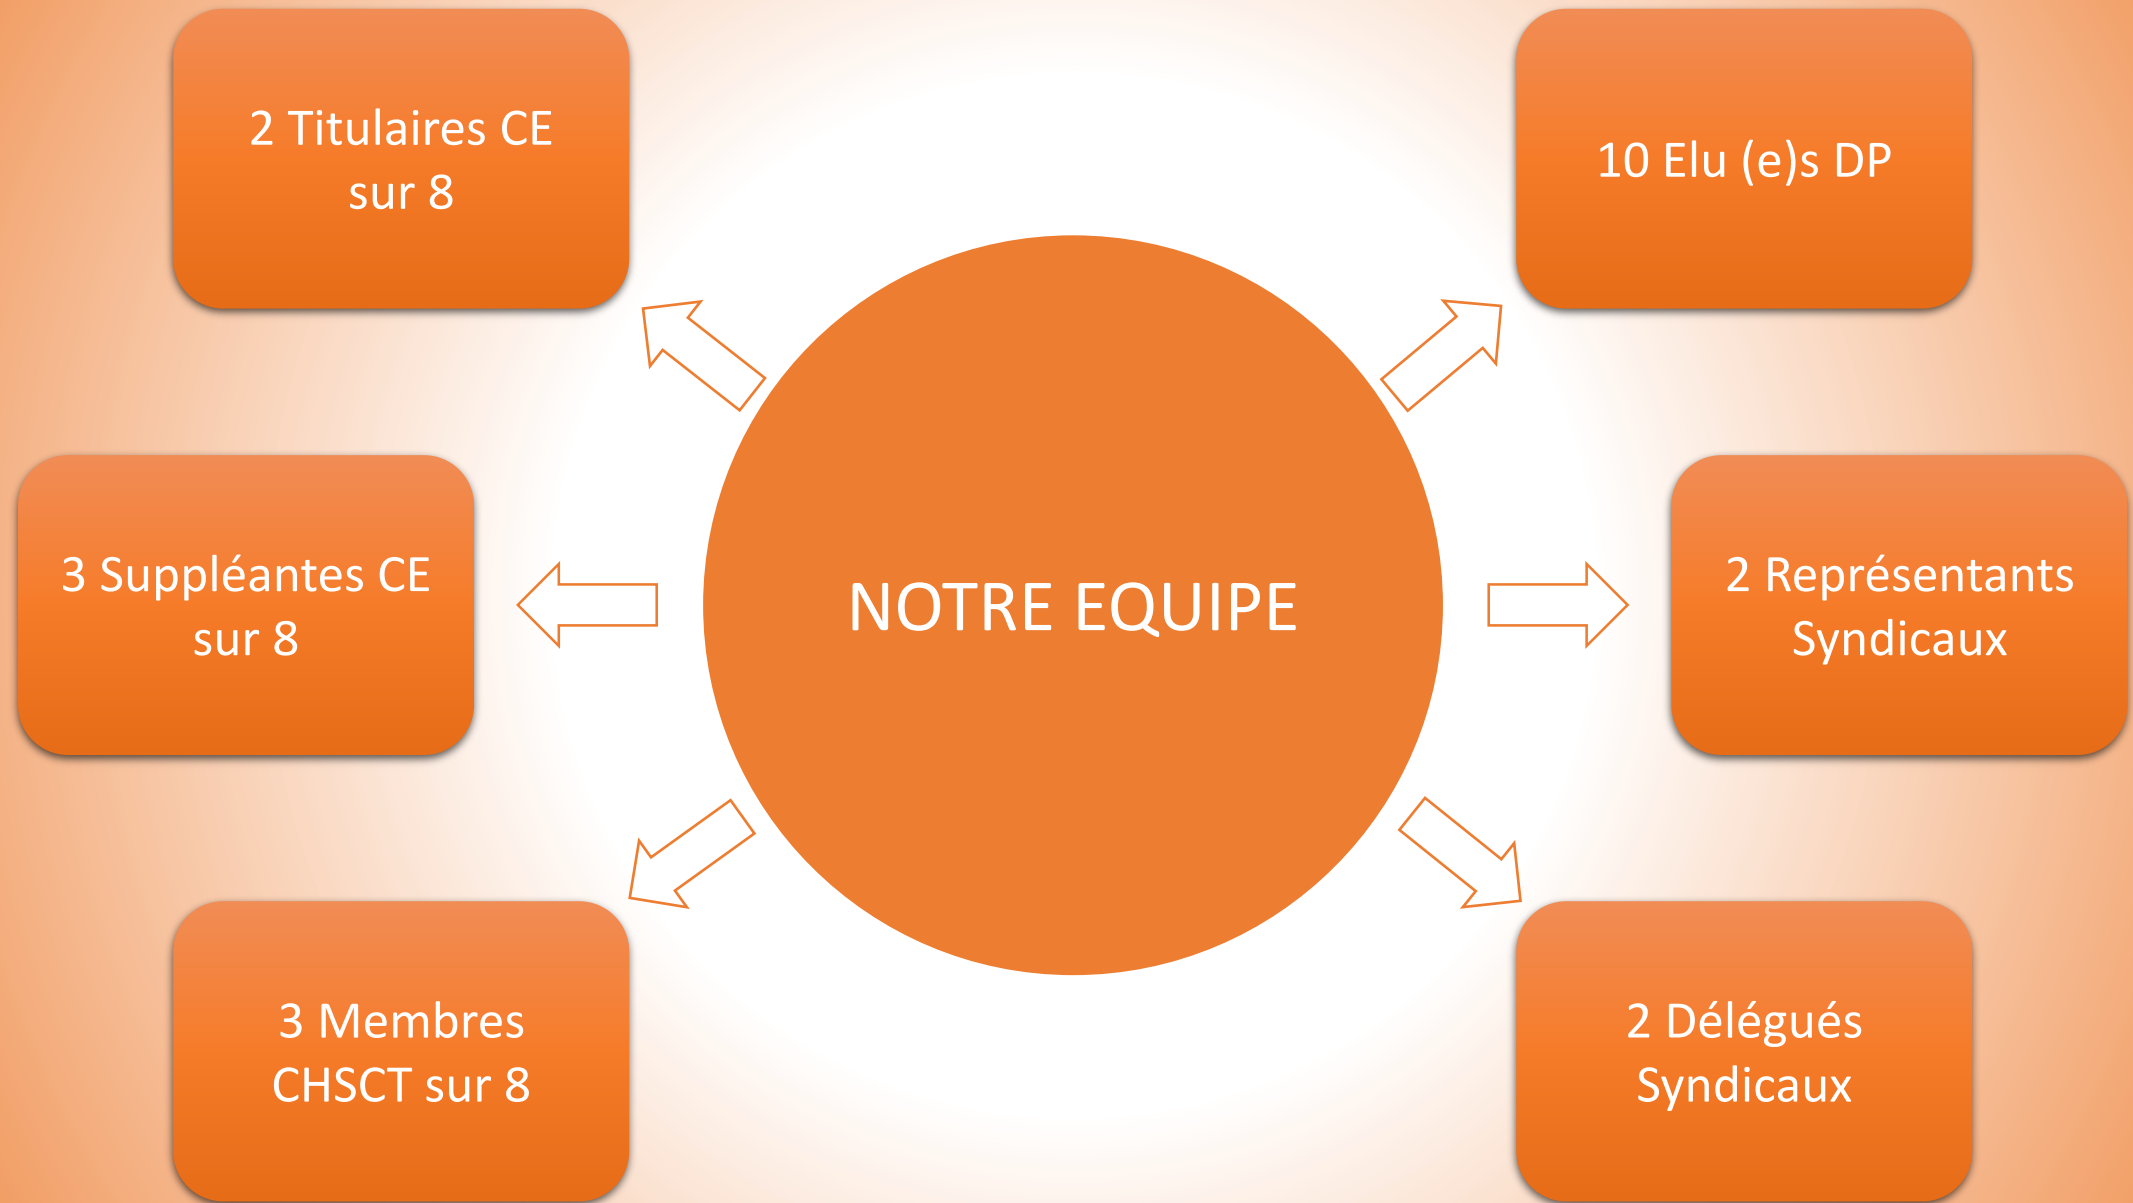 2 Titulaires CE
sur 8
10 Elu (e)s DP
3 Suppléantes CE
sur 8
NOTRE EQUIPE
2 Représentants
Syndicaux
3 Membres
CHSCT sur 8
2 Délégués
Syndicaux